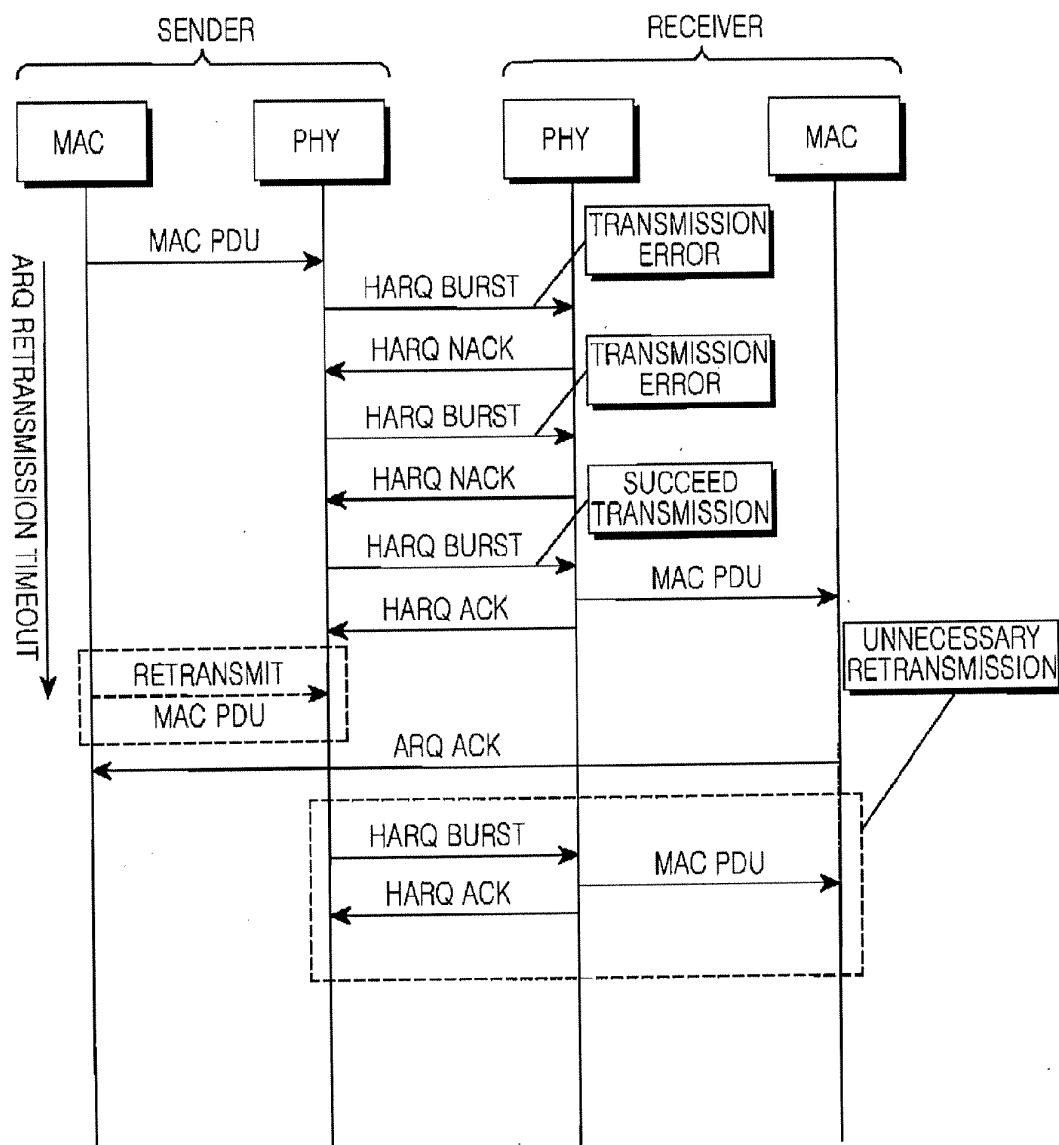 SENDER
RECEIVER
MAC
PHY
PHY
MAC
MAC PDU
TRANSMISSION
ERROR
ARQ RETRANSMISSION TIMEOUT
HARQ BURST
HARQ NACK
TRANSMISSION
ERROR
HARQ BURST
HARQ NACK
SUCCEED
TRANSMISSION
HARQ BURST
MAC PDU
HARQ ACK
UNNECESSARY
RETRANSMISSION
RETRANSMIT
MAC PDU
ARQ ACK
HARQ BURST
MAC PDU
HARQ ACK